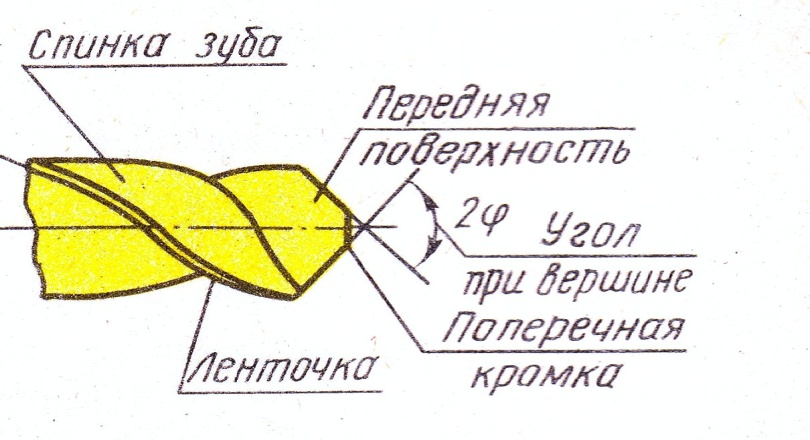 Спинка зуба
Передняя
поверхность
2φ Угол
при вершине
Поперечная
кромка
Ленточка